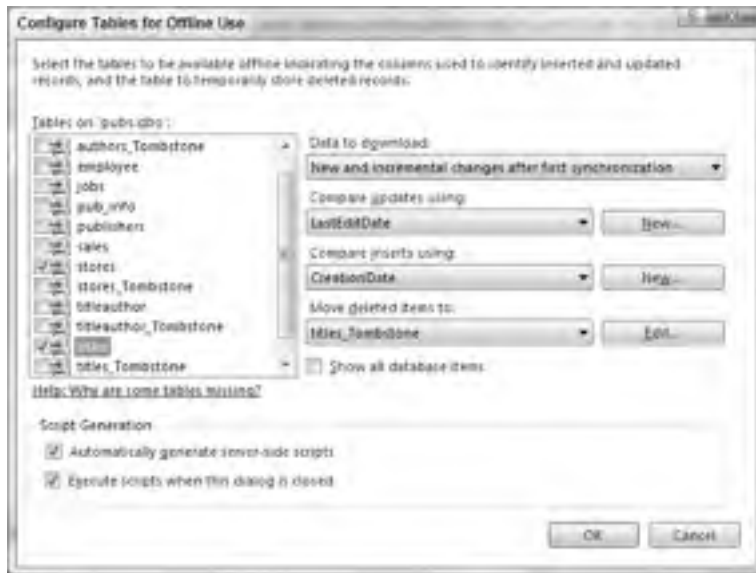 Configure Tables for Offline Use
Select the tables to be available offline indicating the columns used to identify inserted and updated
records, and the table to temporarily store deleted records.
Tables on 'pubs.dbo':
authors_Tombstone
employee
jobs
pub_info
publishers
sales
stores
stores_Tombstone
titleauthor
titleauthor_Tombstone
titles
titles_Tombstone
Data to download:
New and incremental changes after first synchronization
Compare updates using:
LastEditDate
New...
Compare inserts using:
CreationDate
New...
Move deleted items to:
titles_Tombstone
Edit...
Show all database items
Help: Why are some tables missing?
Script Generation
Automatically generate server-side scripts
Execute scripts when this dialog is closed
OK
Cancel